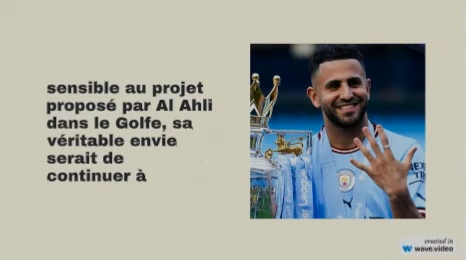 sensible au projet
proposé par Al Ahli
dans le Golfe, sa
véritable envie
serait de
continuer à
created in
wave.video